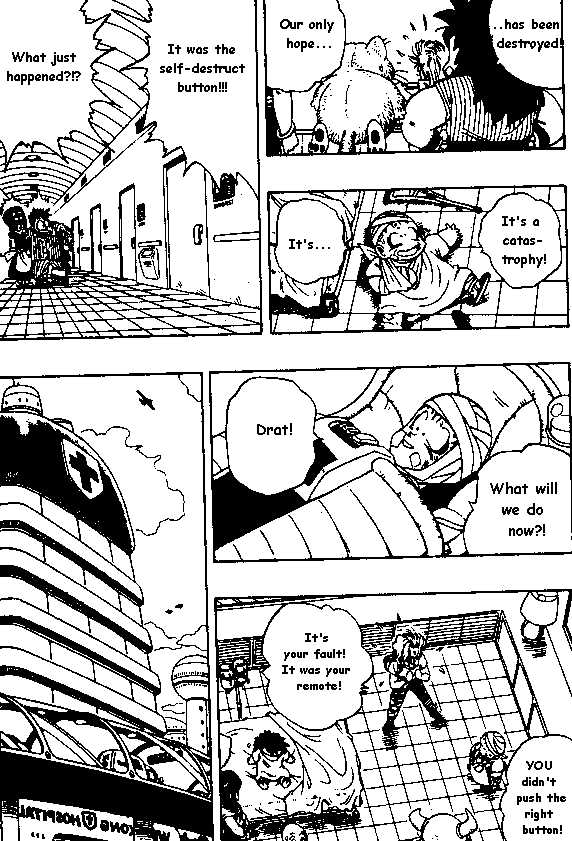 What just
happened?!?
It was the
self-destruct
button!!!
Our only
hope...
..has been
destroyed!
It's...
It's a
catas-
trophy!
Drat!
What will
we do
now?!
KONG HOSPITAL
It's
your fault!
It was your
remote!
YOU
didn't
push the
right
button!